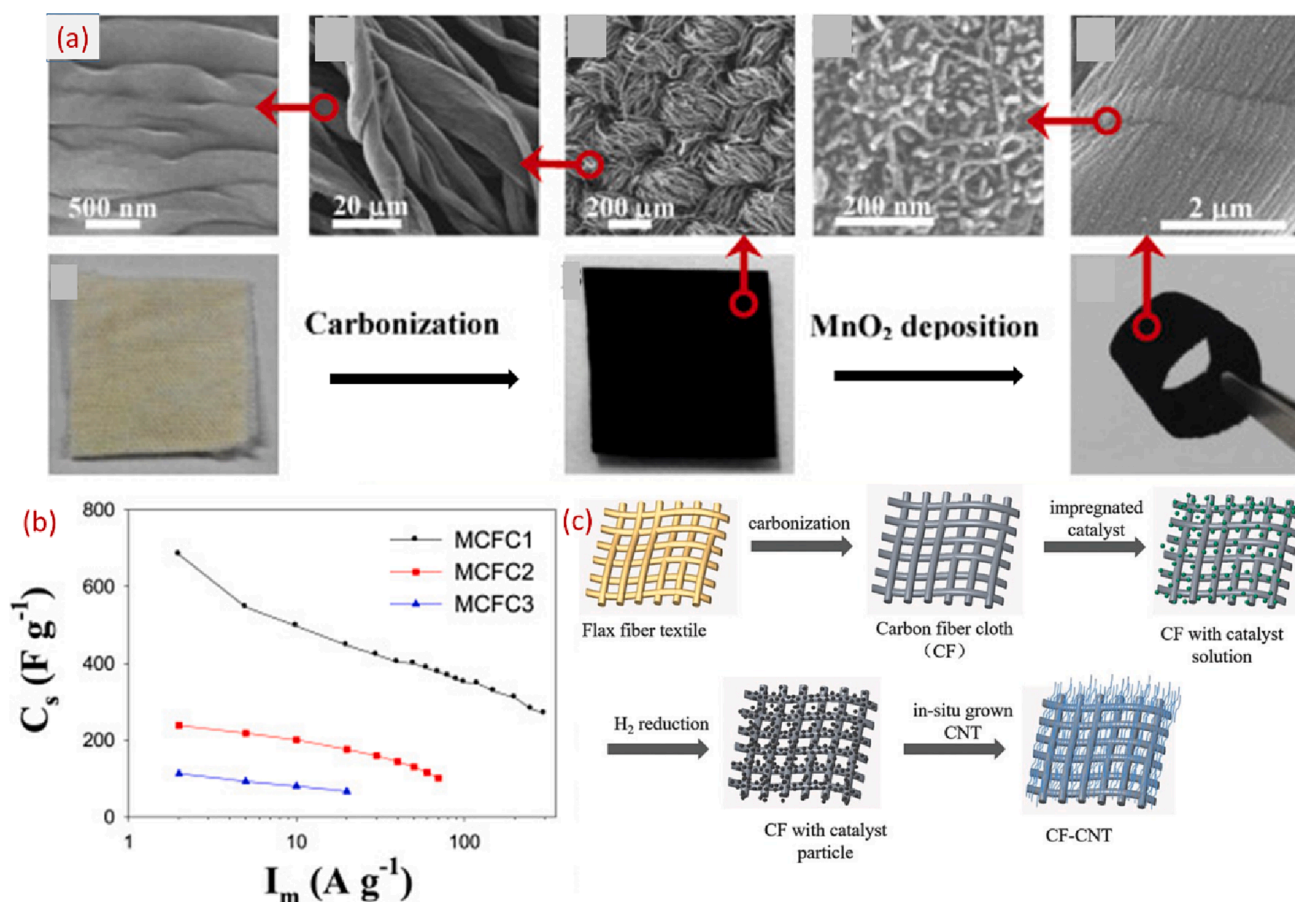 (a)
500 nm
20 μm
200 μm
200 nm
2 μm
Carbonization
MnO₂ deposition
(b)
800
600
400
200
0
1
10
100
Cₛ (F g⁻¹)
Iₘ (A g⁻¹)
MCFC1
MCFC2
MCFC3
(c)
carbonization
impregnated
catalyst
Flax fiber textile
Carbon fiber cloth
（CF）
CF with catalyst
solution
H₂ reduction
in-situ grown
CNT
CF with catalyst
particle
CF-CNT